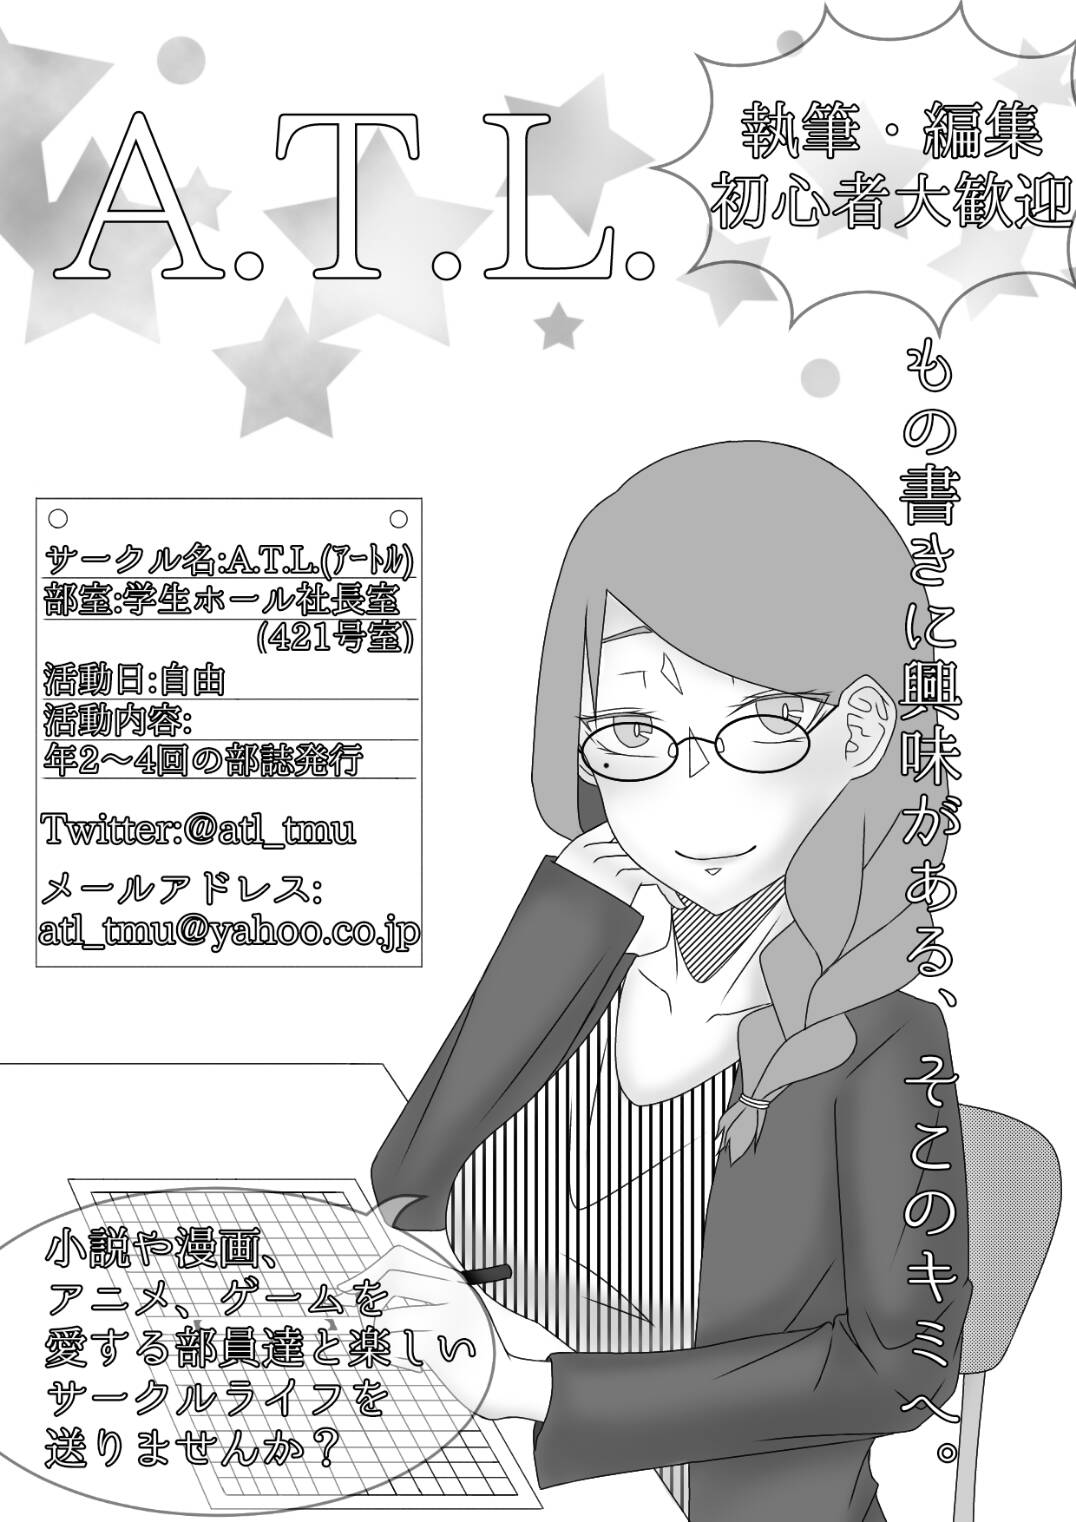 A.T.L.
執筆・編集
初心者大歓迎
もの書きに興味がある、そこのキミへ。
サークル名:A.T.L.(ｱｰﾄﾙ)
部室:学生ホール社長室
(421号室)
活動日:自由
活動内容:
年2〜4回の部誌発行
Twitter:@atl_tmu
メールアドレス:
atl_tmu@yahoo.co.jp
小説や漫画、
アニメ、ゲームを
愛する部員達と楽しい
サークルライフを
送りませんか？